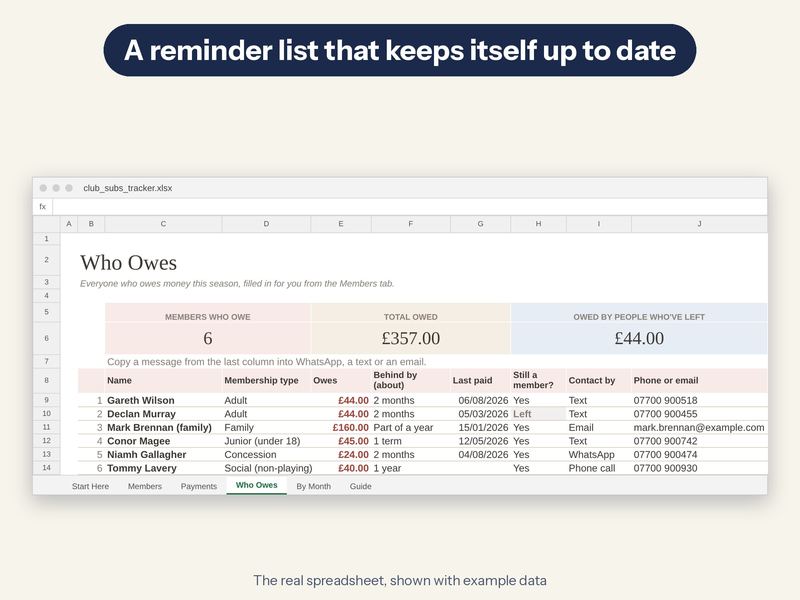 A reminder list that keeps itself up to date
club_subs_tracker.xlsx
fx
A B C D E F G H I J
1
2 Who Owes
3 Everyone who owes money this season, filled in for you from the Members tab.
4
5 MEMBERS WHO OWE TOTAL OWED OWED BY PEOPLE WHO'VE LEFT
6 6 £357.00 £44.00
7 Copy a message from the last column into WhatsApp, a text or an email.
8 Name Membership type Owes Behind by (about) Last paid Still a member? Contact by Phone or email
9 1 Gareth Wilson Adult £44.00 2 months 06/08/2026 Yes Text 07700 900518
10 2 Declan Murray Adult £44.00 2 months 05/03/2026 Left Text 07700 900455
11 3 Mark Brennan (family) Family £160.00 Part of a year 15/01/2026 Yes Email mark.brennan@example.com
12 4 Conor Magee Junior (under 18) £45.00 1 term 12/05/2026 Yes Text 07700 900742
13 5 Niamh Gallagher Concession £24.00 2 months 04/08/2026 Yes WhatsApp 07700 900474
14 6 Tommy Lavery Social (non-playing) £40.00 1 year Yes Phone call 07700 900930
Start Here Members Payments Who Owes By Month Guide
The real spreadsheet, shown with example data